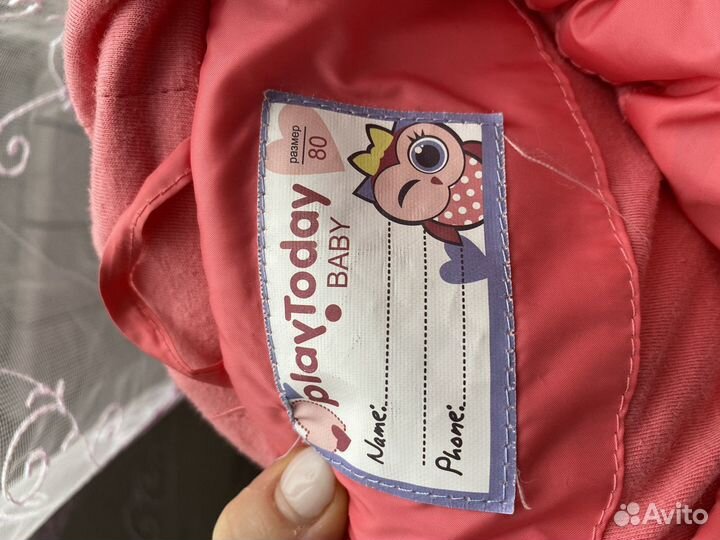 playToday
BABY
размер
80
Name:
Phone:
Avito